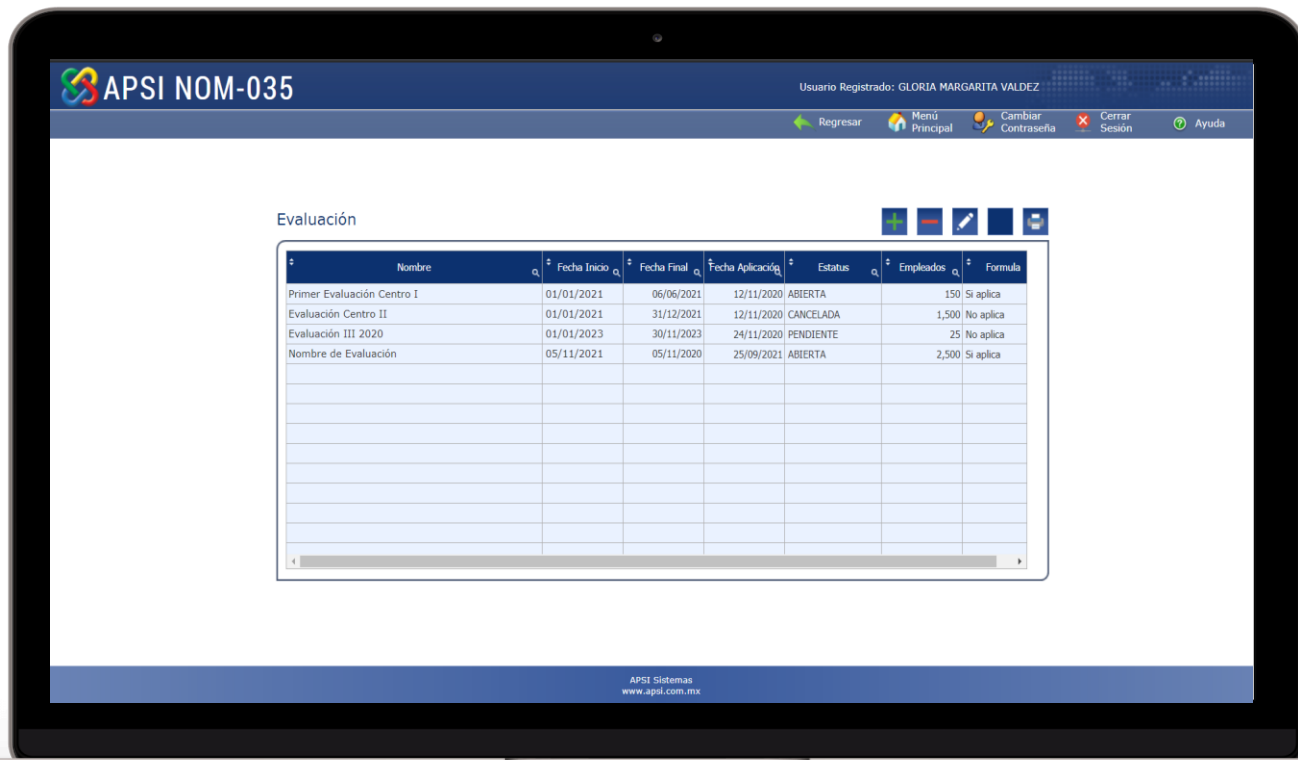 APSI NOM-035
Usuario Registrado: GLORIA MARGARITA VALDEZ
Regresar
Menú Principal
Cambiar Contraseña
Cerrar Sesión
Ayuda
Evaluación
Nombre Fecha Inicio Fecha Final Fecha Aplicación Estatus Empleados Formula
Primer Evaluación Centro I 01/01/2021 06/06/2021 12/11/2020 ABIERTA 150 Si aplica
Evaluación Centro II 01/01/2021 31/12/2021 12/11/2020 CANCELADA 1,500 No aplica
Evaluación III 2020 01/01/2023 30/11/2023 24/11/2020 PENDIENTE 25 No aplica
Nombre de Evaluación 05/11/2021 05/11/2020 25/09/2021 ABIERTA 2,500 Si aplica
APSI Sistemas
www.apsi.com.mx